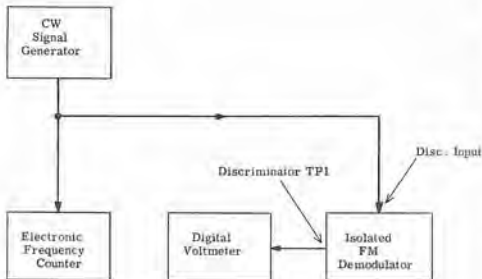 CW
Signal
Generator
Disc. Input
Discriminator TP1
Electronic
Frequency
Counter
Digital
Voltmeter
Isolated
FM
Demodulator